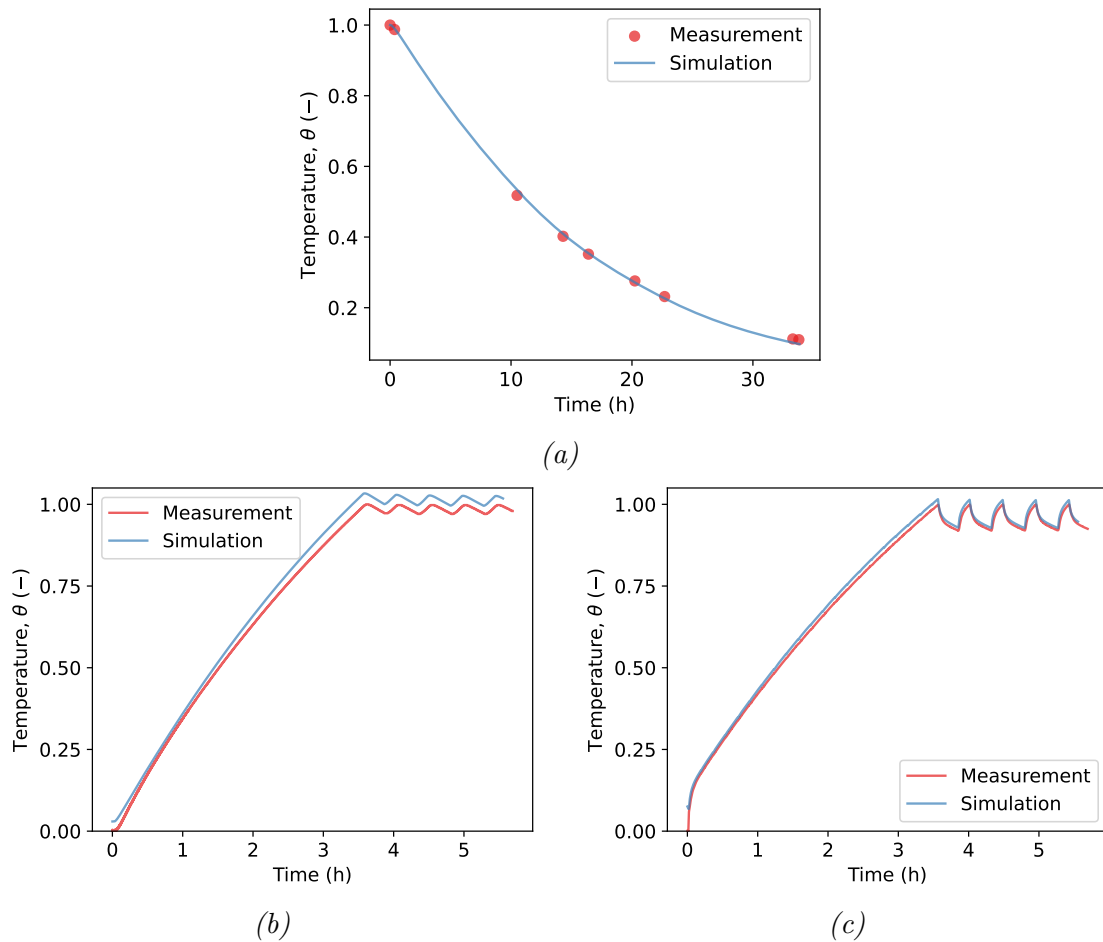 1.0
0.8
0.6
0.4
0.2
Temperature, θ (−)
Measurement
Simulation
0 10 20 30
Time (h)
(a)
1.00
0.75
0.50
0.25
0.00
Temperature, θ (−)
Measurement
Simulation
0 1 2 3 4 5
Time (h)
(b)
1.00
0.75
0.50
0.25
0.00
Temperature, θ (−)
Measurement
Simulation
0 1 2 3 4 5
Time (h)
(c)